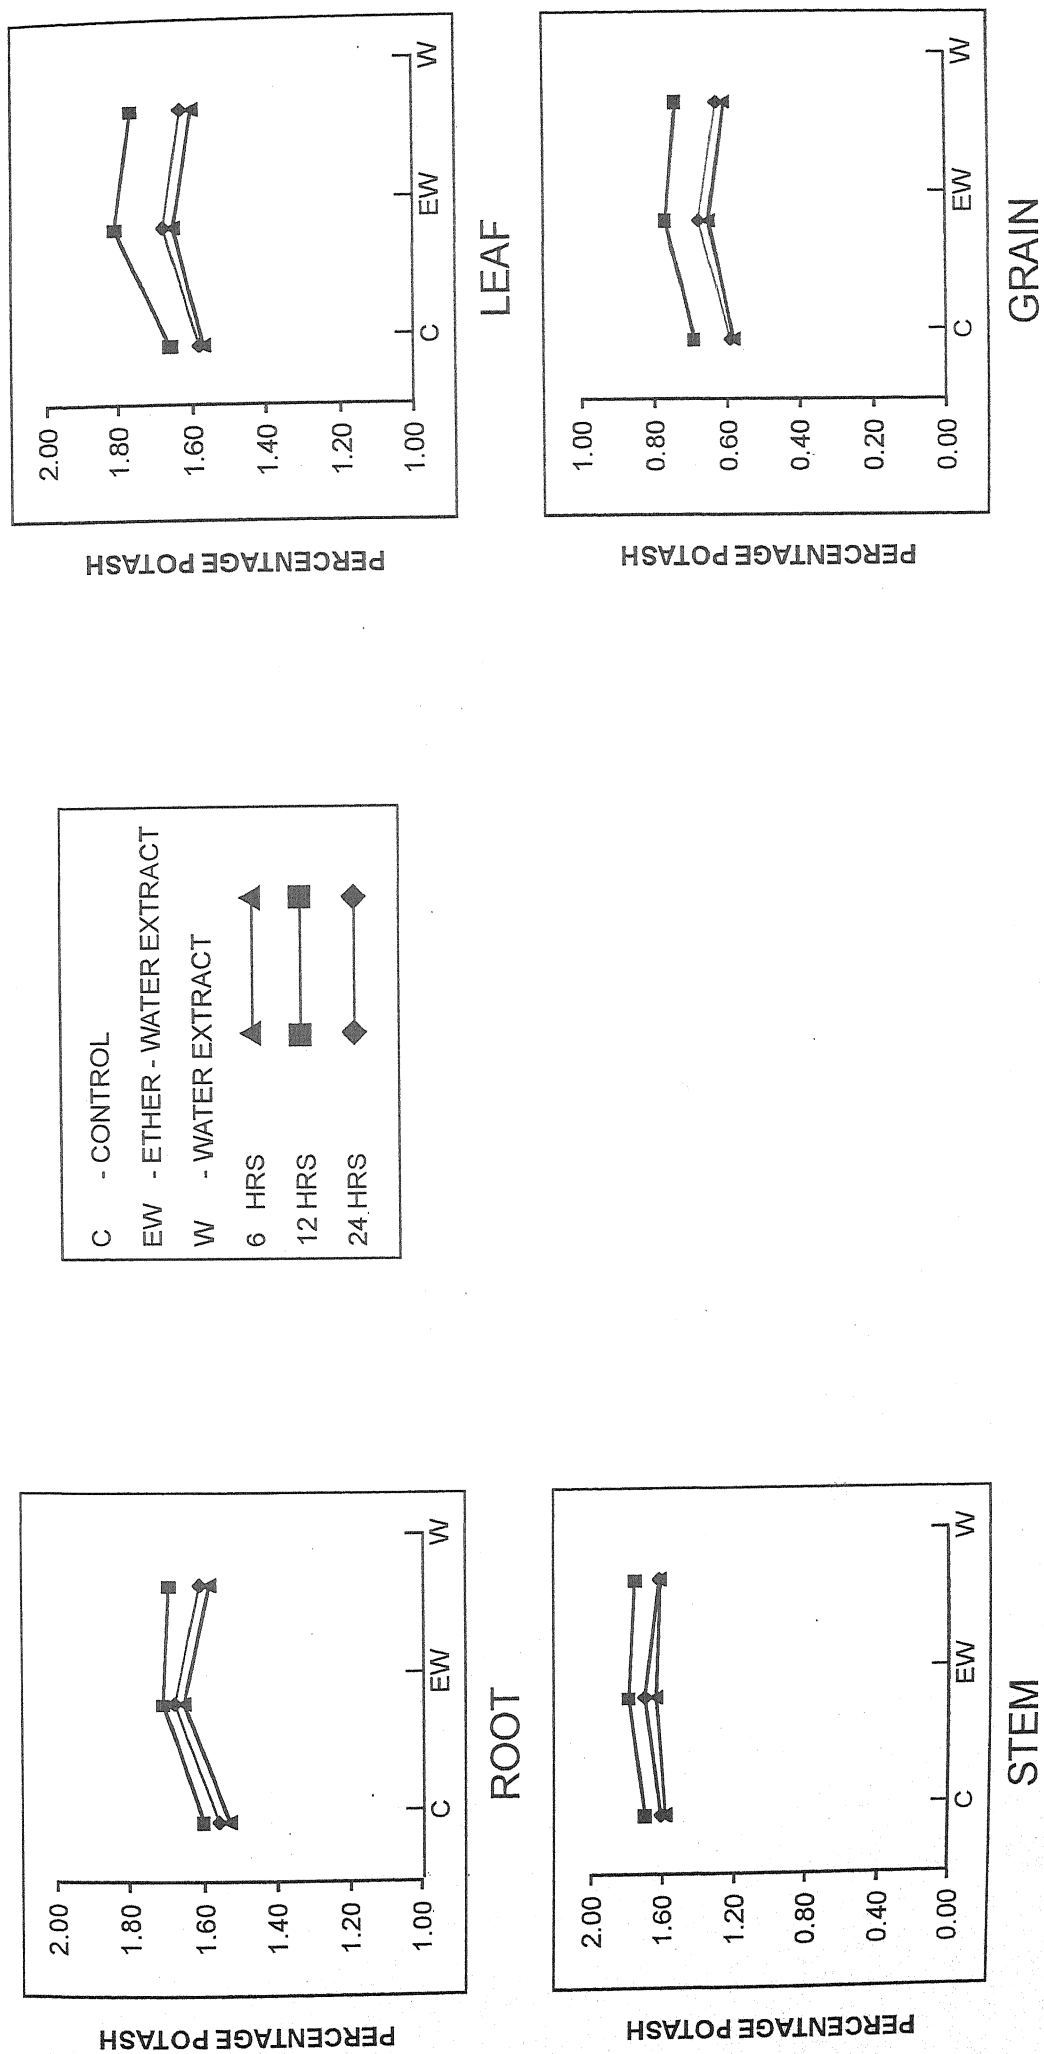 PERCENTAGE POTASH
2.00
1.80
1.60
1.40
1.20
1.00
C
EW
W
ROOT
C - CONTROL
EW - ETHER - WATER EXTRACT
W - WATER EXTRACT
6 HRS
12 HRS
24 HRS
PERCENTAGE POTASH
2.00
1.80
1.60
1.40
1.20
1.00
C
EW
W
LEAF
PERCENTAGE POTASH
2.00
1.60
1.20
0.80
0.40
0.00
C
EW
W
STEM
PERCENTAGE POTASH
1.00
0.80
0.60
0.40
0.20
0.00
C
EW
W
GRAIN